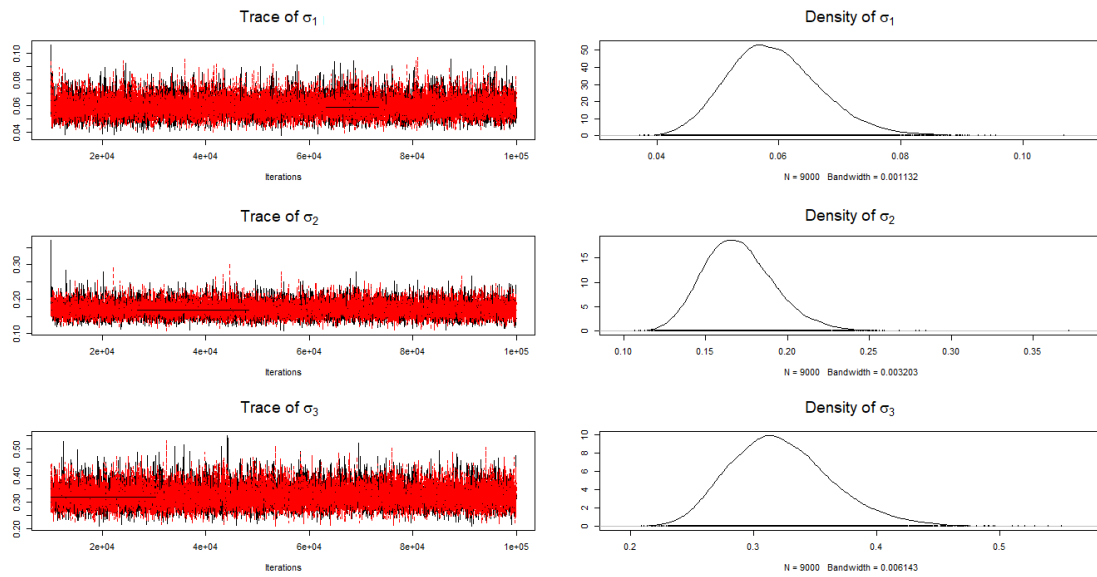 Trace of σ1
0.04 0.06 0.08 0.10
2e+04 4e+04 6e+04 8e+04 1e+05
Iterations
Density of σ1
0 10 20 30 40 50
0.04 0.06 0.08 0.10
N = 9000 Bandwidth = 0.001132
Trace of σ2
0.10 0.20 0.30
2e+04 4e+04 6e+04 8e+04 1e+05
Iterations
Density of σ2
0 5 10 15
0.10 0.15 0.20 0.25 0.30 0.35
N = 9000 Bandwidth = 0.003203
Trace of σ3
0.20 0.30 0.40 0.50
2e+04 4e+04 6e+04 8e+04 1e+05
Iterations
Density of σ3
0 2 4 6 8 10
0.2 0.3 0.4 0.5
N = 9000 Bandwidth = 0.006143